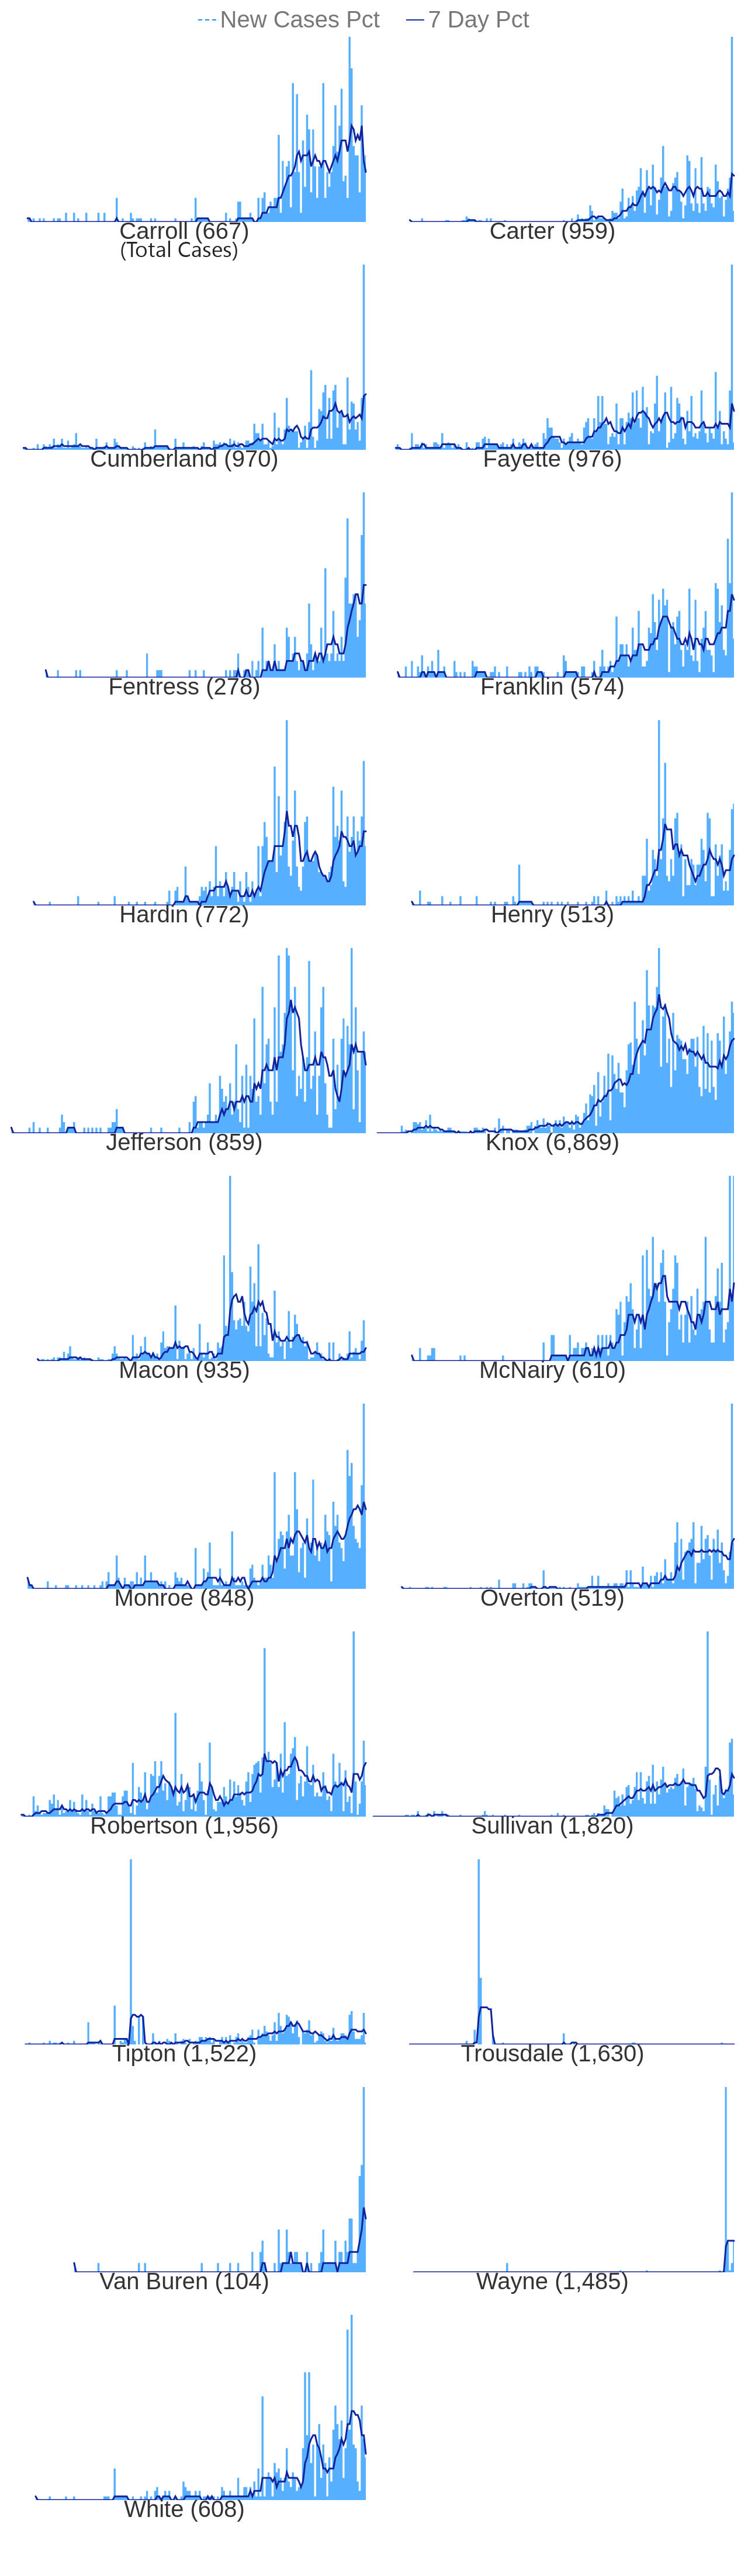 New Cases Pct 7 Day Pct
Carroll (667) Carter (959)
(Total Cases)
Cumberland (970) Fayette (976)
Fentress (278) Franklin (574)
Hardin (772) Henry (513)
Jefferson (859) Knox (6,869)
Macon (935) McNairy (610)
Monroe (848) Overton (519)
Robertson (1,956) Sullivan (1,820)
Tipton (1,522) Trousdale (1,630)
Van Buren (104) Wayne (1,485)
White (608)